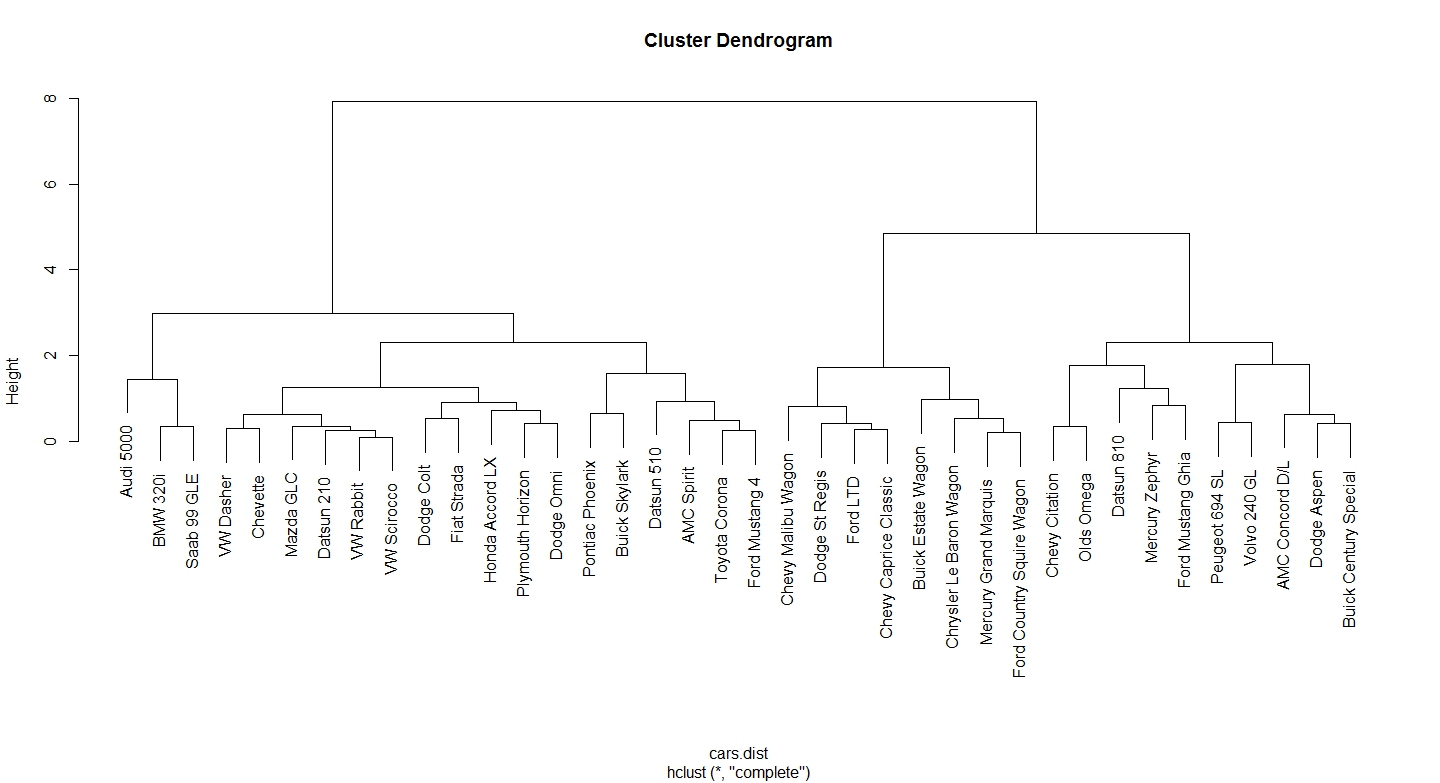 Cluster Dendrogram
Height
8
6
4
2
0
Audi 5000
BMW 320i
Saab 99 GLE
VW Dasher
Chevette
Mazda GLC
Datsun 210
VW Rabbit
VW Scirocco
Dodge Colt
Fiat Strada
Honda Accord LX
Plymouth Horizon
Dodge Omni
Pontiac Phoenix
Buick Skylark
Datsun 510
AMC Spirit
Toyota Corona
Ford Mustang 4
Chevy Malibu Wagon
Dodge St Regis
Ford LTD
Chevy Caprice Classic
Buick Estate Wagon
Chrysler Le Baron Wagon
Mercury Grand Marquis
Ford Country Squire Wagon
Chevy Citation
Olds Omega
Datsun 810
Mercury Zephyr
Ford Mustang Ghia
Peugeot 694 SL
Volvo 240 GL
AMC Concord D/L
Dodge Aspen
Buick Century Special
cars.dist
hclust (*, "complete")